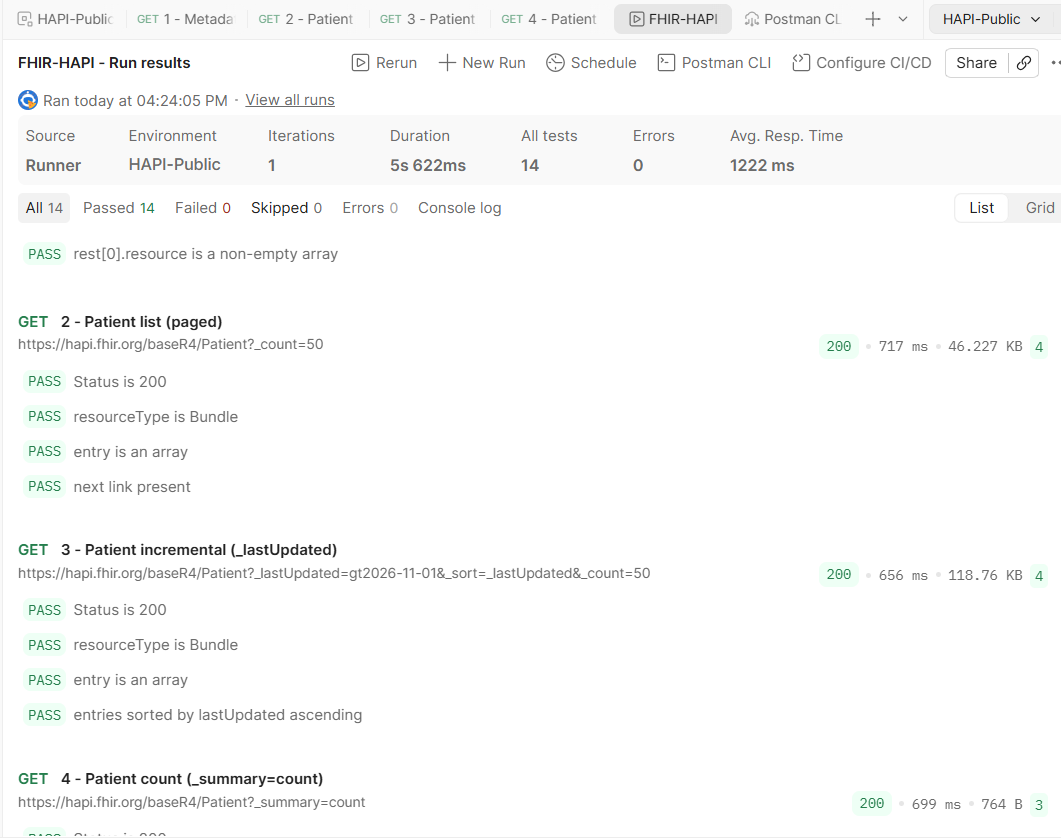 HAPI-Public GET 1 - Metada GET 2 - Patient GET 3 - Patient GET 4 - Patient FHIR-HAPI Postman CL HAPI-Public
FHIR-HAPI - Run results Rerun New Run Schedule Postman CLI Configure CI/CD Share
Ran today at 04:24:05 PM · View all runs
Source Environment Iterations Duration All tests Errors Avg. Resp. Time
Runner HAPI-Public 1 5s 622ms 14 0 1222 ms
All 14 Passed 14 Failed 0 Skipped 0 Errors 0 Console log List Grid
PASS rest[0].resource is a non-empty array
GET 2 - Patient list (paged)
https://hapi.fhir.org/baseR4/Patient?_count=50 200 • 717 ms • 46.227 KB 4
PASS Status is 200
PASS resourceType is Bundle
PASS entry is an array
PASS next link present
GET 3 - Patient incremental (_lastUpdated)
https://hapi.fhir.org/baseR4/Patient?_lastUpdated=gt2026-11-01&_sort=_lastUpdated&_count=50 200 • 656 ms • 118.76 KB 4
PASS Status is 200
PASS resourceType is Bundle
PASS entry is an array
PASS entries sorted by lastUpdated ascending
GET 4 - Patient count (_summary=count)
https://hapi.fhir.org/baseR4/Patient?_summary=count 200 • 699 ms • 764 B 3